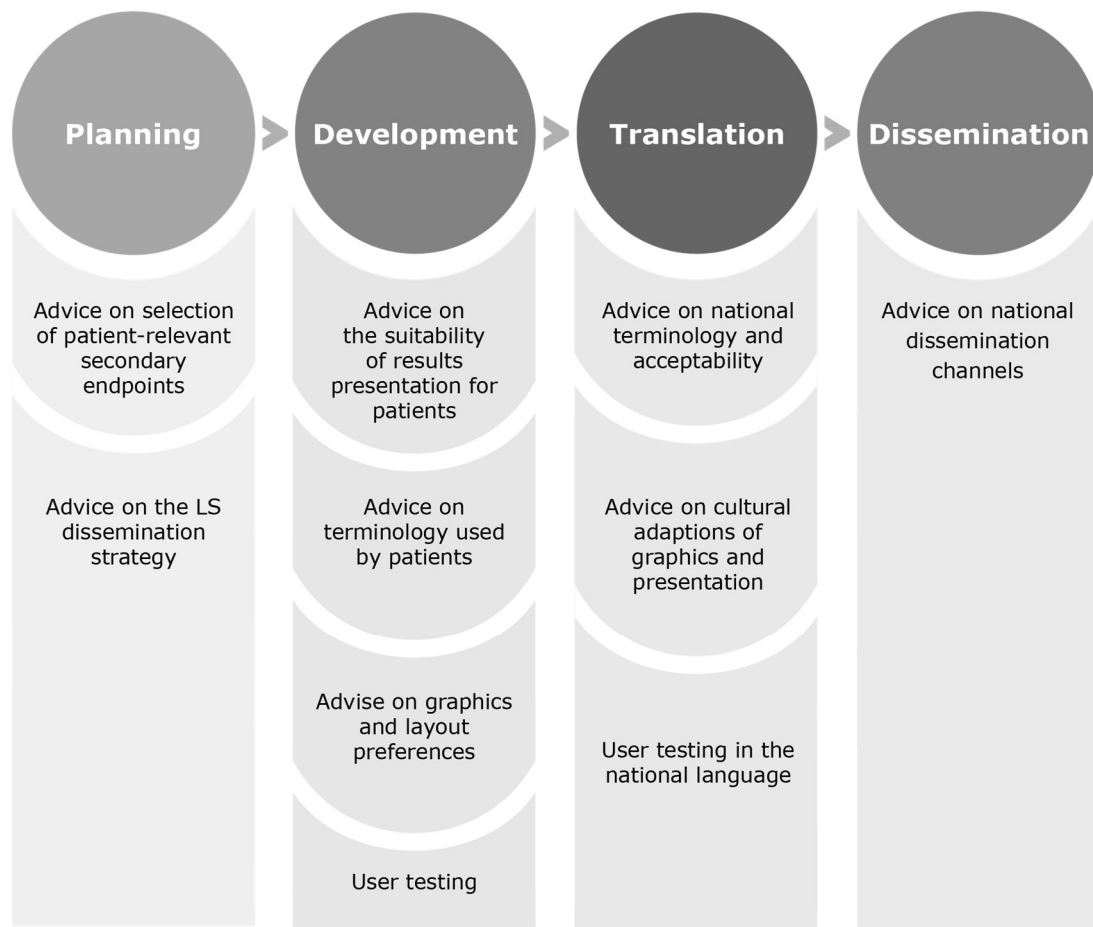 Planning
Development
Translation
Dissemination
Advice on selection
of patient-relevant
secondary
endpoints
Advice on the LS
dissemination
strategy
Advice on
the suitability
of results
presentation for
patients
Advice on
terminology used
by patients
Advise on graphics
and layout
preferences
User testing
Advice on national
terminology and
acceptability
Advice on cultural
adaptions of
graphics and
presentation
User testing in the
national language
Advice on national
dissemination
channels